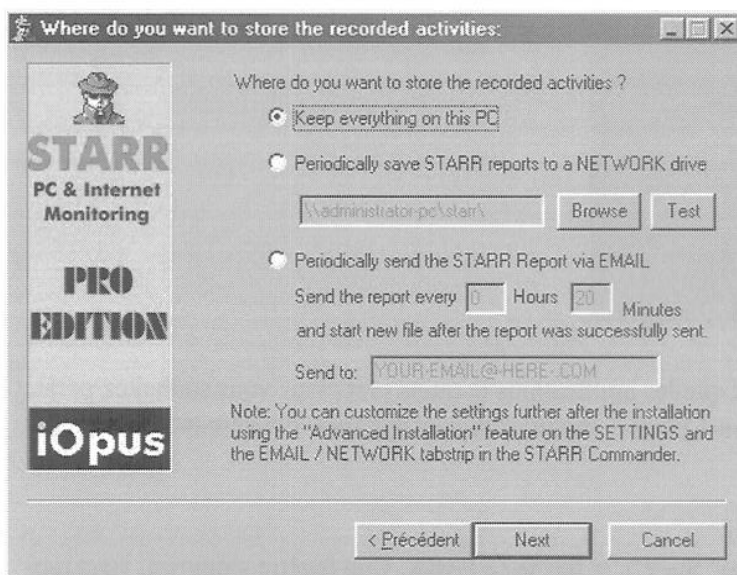 Where do you want to store the recorded activities:
STARR
PC & Internet
Monitoring
PRO
EDITION
iOpus
Where do you want to store the recorded activities ?
Keep everything on this PC
Periodically save STARR reports to a NETWORK drive
\\administrator-pc\starr\
Browse
Test
Periodically send the STARR Report via EMAIL
Send the report every 0 Hours 20 Minutes
and start new file after the report was successfully sent.
Send to: YOUR-EMAIL@-HERE-.COM
Note: You can customize the settings further after the installation
using the "Advanced Installation" feature on the SETTINGS and
the EMAIL / NETWORK tabstrip in the STARR Commander.
< Précédent
Next
Cancel